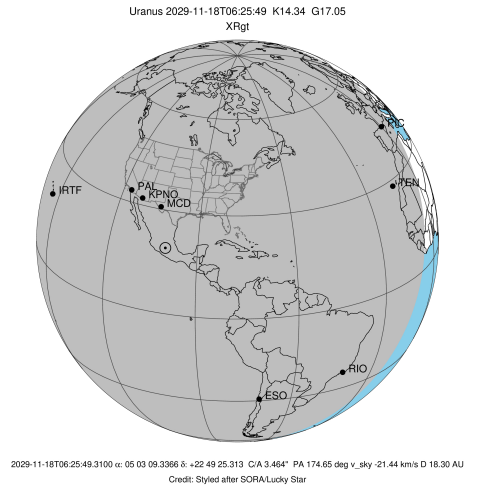 Uranus 2029-11-18T06:25:49 K14.34 G17.05
XRgt
PIC
TEN
IRTF
PAL
KPNO
MCD
RIO
ESO
2029-11-18T06:25:49.3100 α: 05 03 09.3366 δ: +22 49 25.313 C/A 3.464" PA 174.65 deg v_sky -21.44 km/s D 18.30 AU
Credit: Styled after SORA/Lucky Star